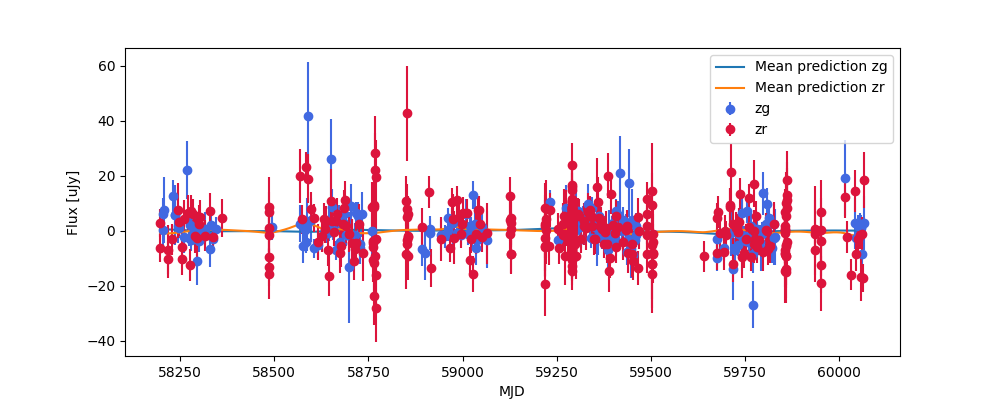 60
40
20
0
−20
−40
Flux [uJy]
58250
58500
58750
59000
59250
59500
59750
60000
MJD
Mean prediction zg
Mean prediction zr
zg
zr